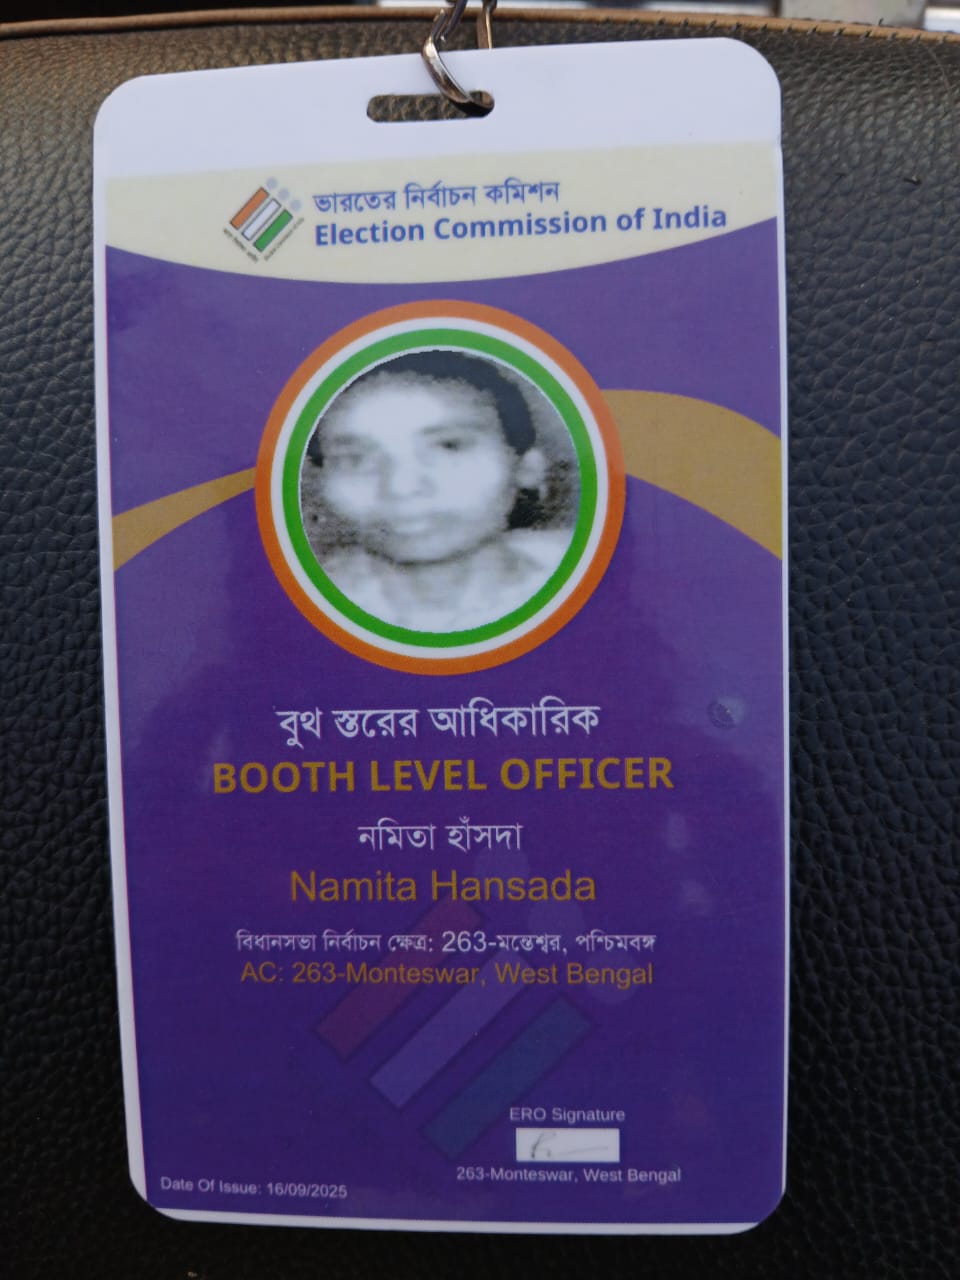 ভারতের নির্বাচন কমিশন
Election Commission of India
বুথ স্তরের আধিকারিক
BOOTH LEVEL OFFICER
নমিতা হাঁসদা
Namita Hansada
বিধানসভা নির্বাচন ক্ষেত্র: 263-মন্তেশ্বর, পশ্চিমবঙ্গ
AC: 263-Monteswar, West Bengal
ERO Signature
263-Monteswar, West Bengal
Date Of Issue: 16/09/2025